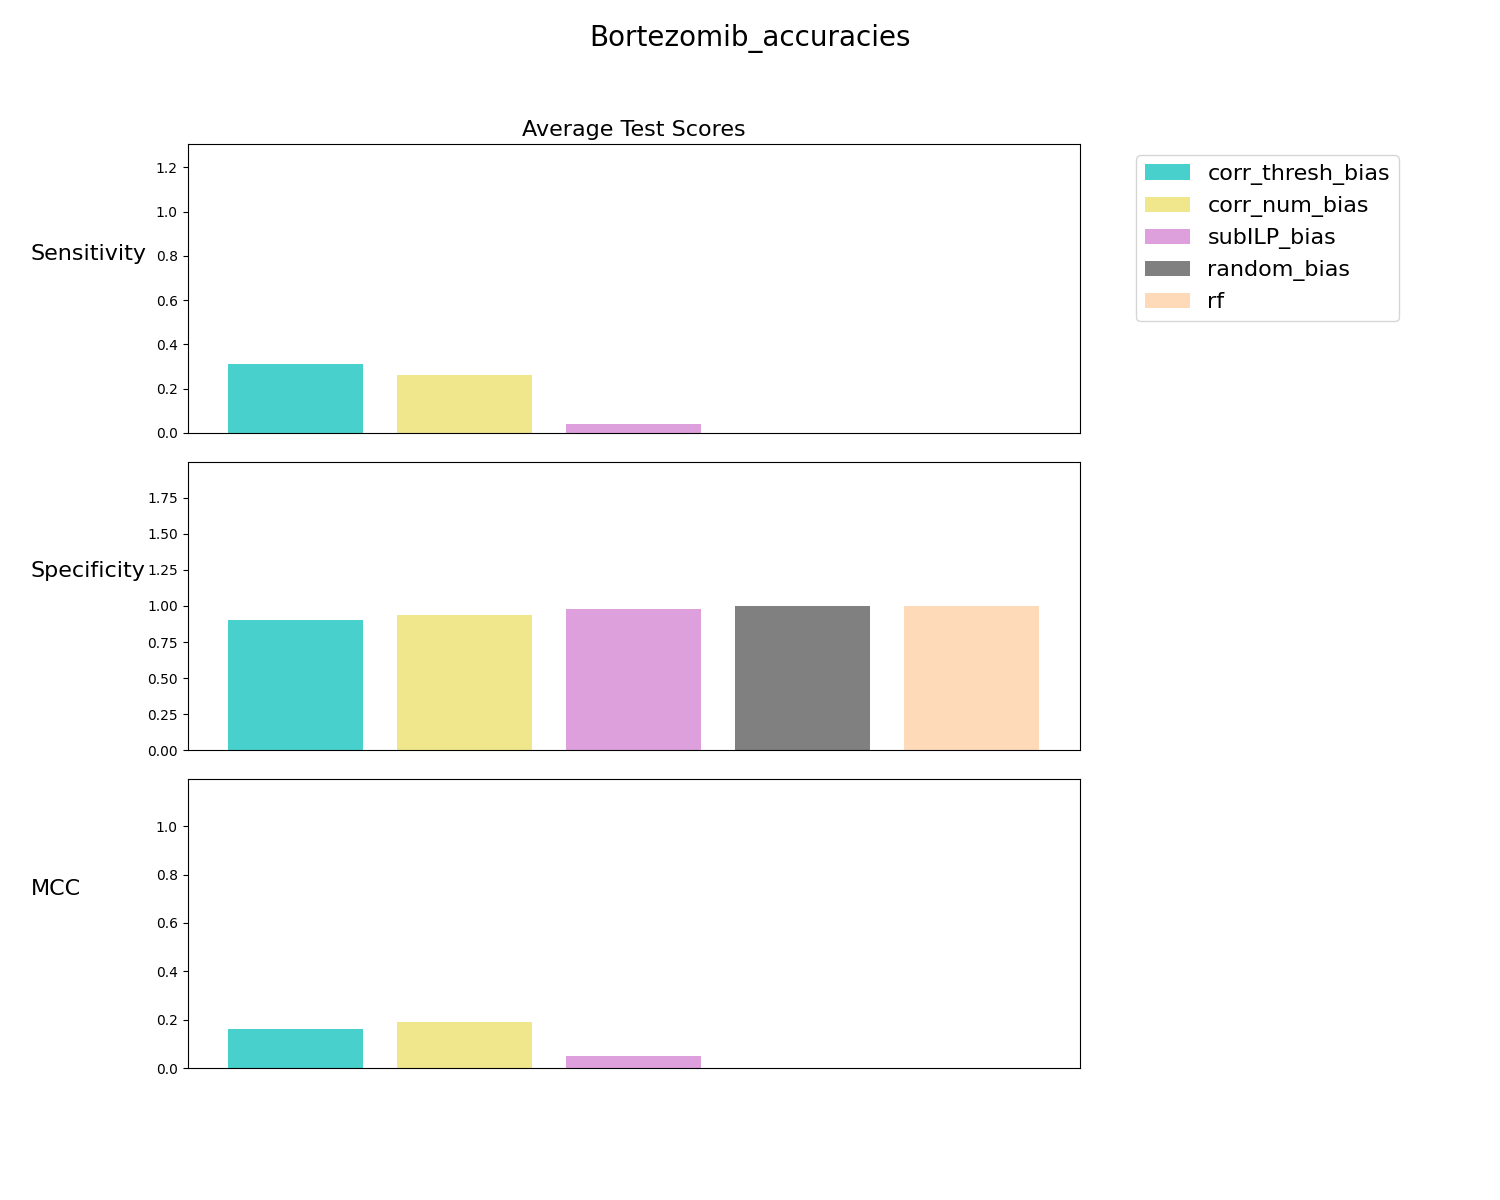 Bortezomib_accuracies
Average Test Scores
Sensitivity
1.2
1.0
0.8
0.6
0.4
0.2
0.0
corr_thresh_bias
corr_num_bias
subILP_bias
random_bias
rf
Specificity
1.75
1.50
1.25
1.00
0.75
0.50
0.25
0.00
MCC
1.0
0.8
0.6
0.4
0.2
0.0